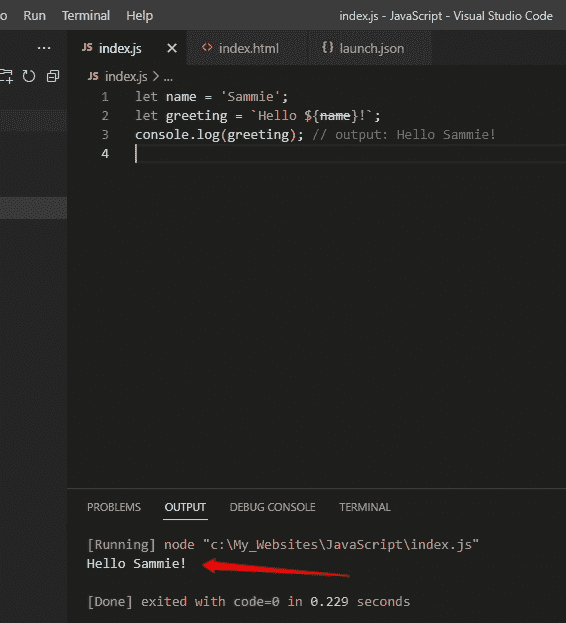 o Run Terminal Help index.js - JavaScript - Visual Studio Code
··· JS index.js × <> index.html {} launch.json
JS index.js > ...
1 let name = 'Sammie';
2 let greeting = `Hello ${name}!`;
3 console.log(greeting); // output: Hello Sammie!
4
PROBLEMS OUTPUT DEBUG CONSOLE TERMINAL
[Running] node "c:\My_Websites\JavaScript\index.js"
Hello Sammie!
[Done] exited with code=0 in 0.229 seconds